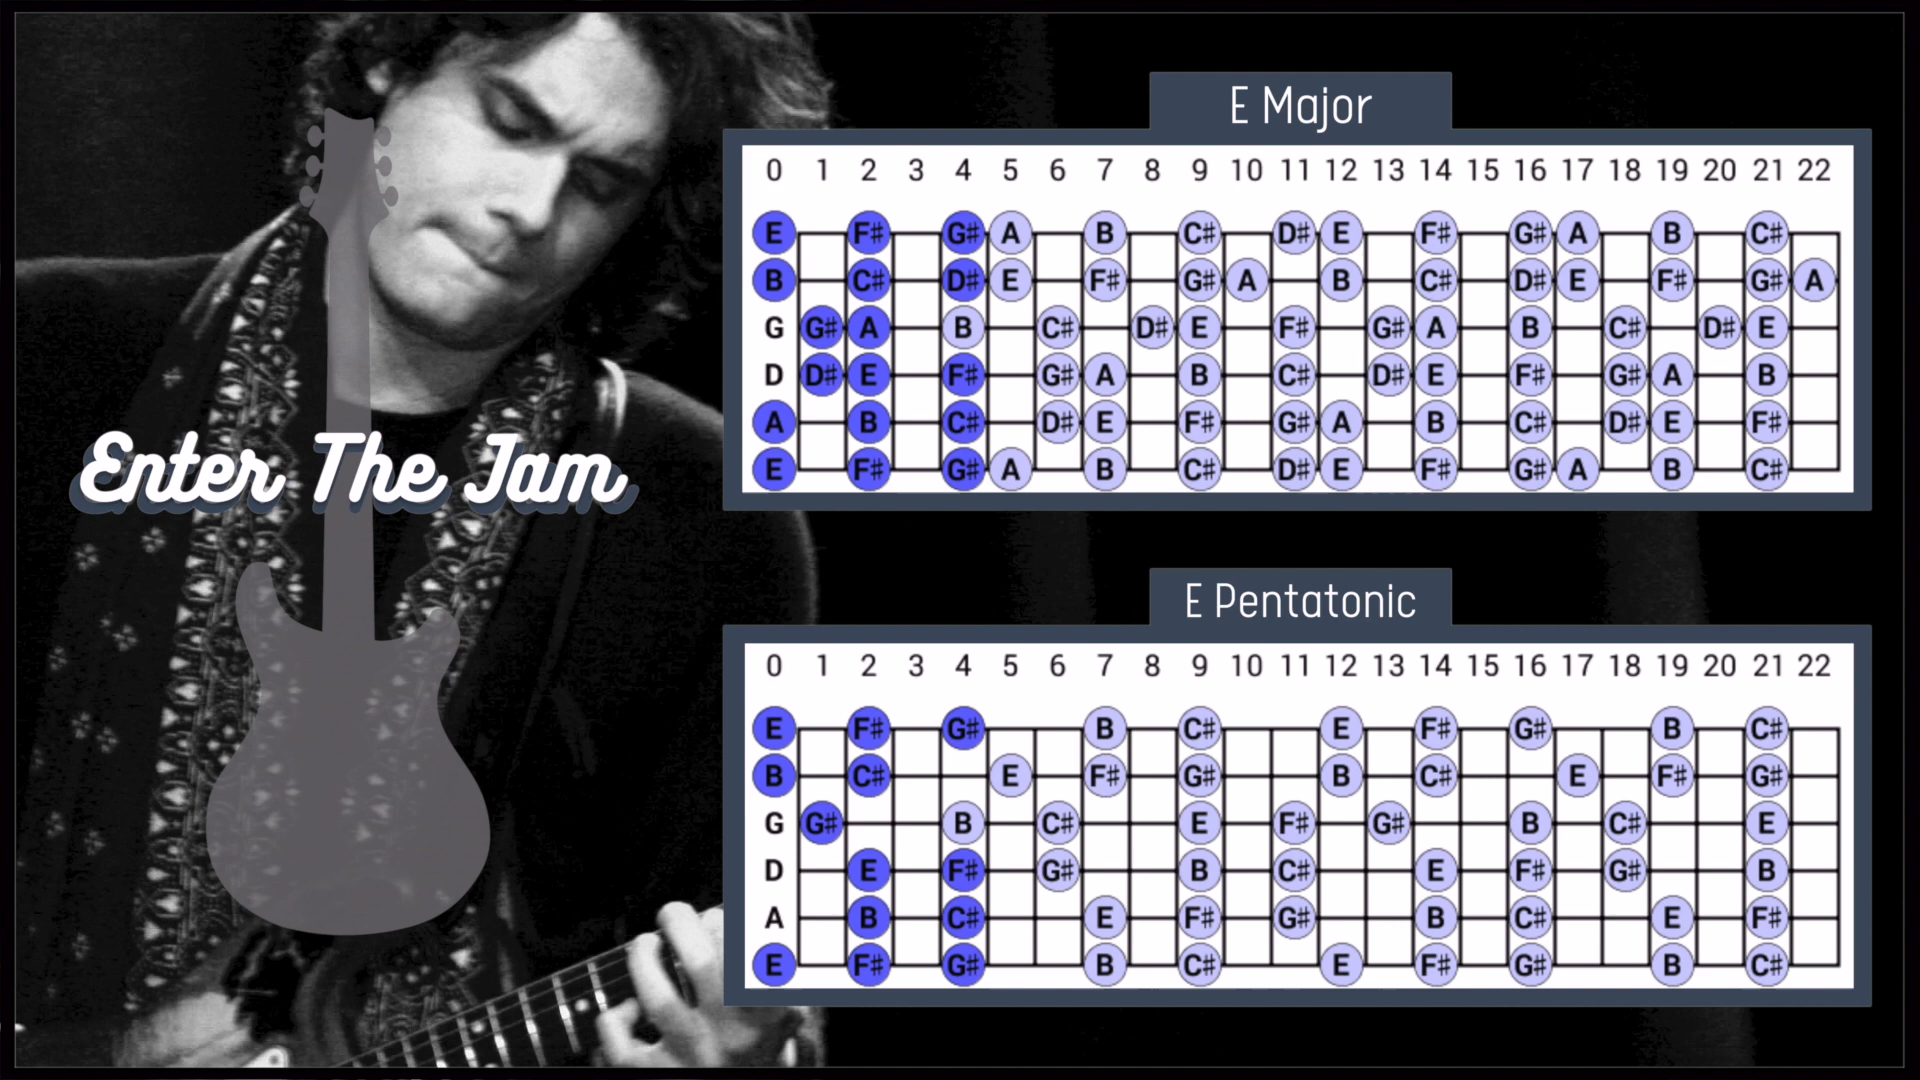 Enter The Jam
E Major
0 1 2 3 4 5 6 7 8 9 10 11 12 13 14 15 16 17 18 19 20 21 22
E F# G# A B C# D# E F# G# A B C#
B C# D# E F# G# A B C# D# E F# G# A
G G# A B C# D# E F# G# A B C# D# E
D D# E F# G# A B C# D# E F# G# A B
A B C# D# E F# G# A B C# D# E F#
E F# G# A B C# D# E F# G# A B C#
E Pentatonic
0 1 2 3 4 5 6 7 8 9 10 11 12 13 14 15 16 17 18 19 20 21 22
E F# G# B C# E F# G# B C#
B C# E F# G# B C# E F# G#
G G# B C# E F# G# B C# E
D E F# G# B C# E F# G# B
A B C# E F# G# B C# E F#
E F# G# B C# E F# G# B C#